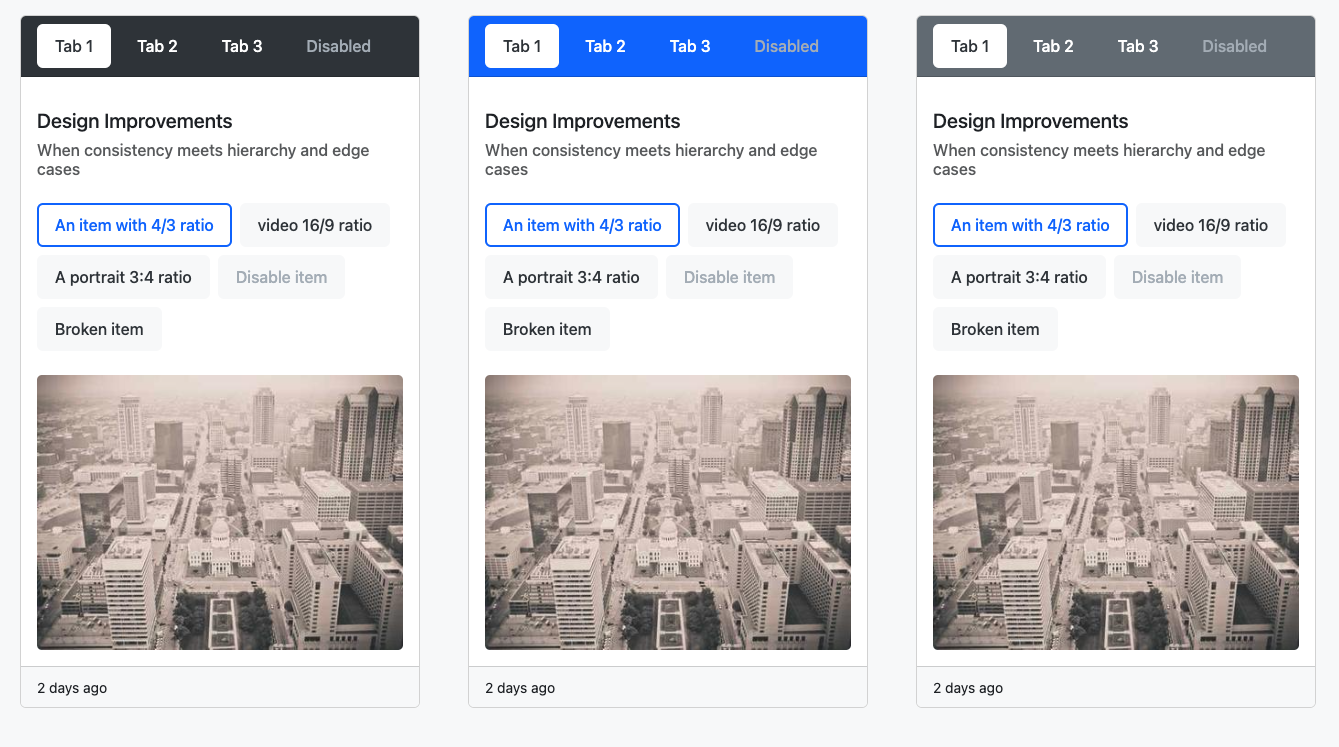 Tab 1 Tab 2 Tab 3 Disabled
Design Improvements
When consistency meets hierarchy and edge
cases
An item with 4/3 ratio video 16/9 ratio
A portrait 3:4 ratio Disable item
Broken item
2 days ago
Tab 1 Tab 2 Tab 3 Disabled
Design Improvements
When consistency meets hierarchy and edge
cases
An item with 4/3 ratio video 16/9 ratio
A portrait 3:4 ratio Disable item
Broken item
2 days ago
Tab 1 Tab 2 Tab 3 Disabled
Design Improvements
When consistency meets hierarchy and edge
cases
An item with 4/3 ratio video 16/9 ratio
A portrait 3:4 ratio Disable item
Broken item
2 days ago